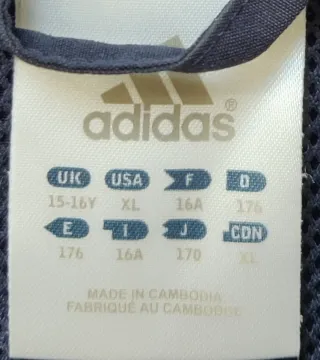 adidas®
UK USA F D
15-16Y XL 16A 176
E I J CDN
176 16A 170 XL
MADE IN CAMBODIA
FABRIQUÉ AU CAMBODGE